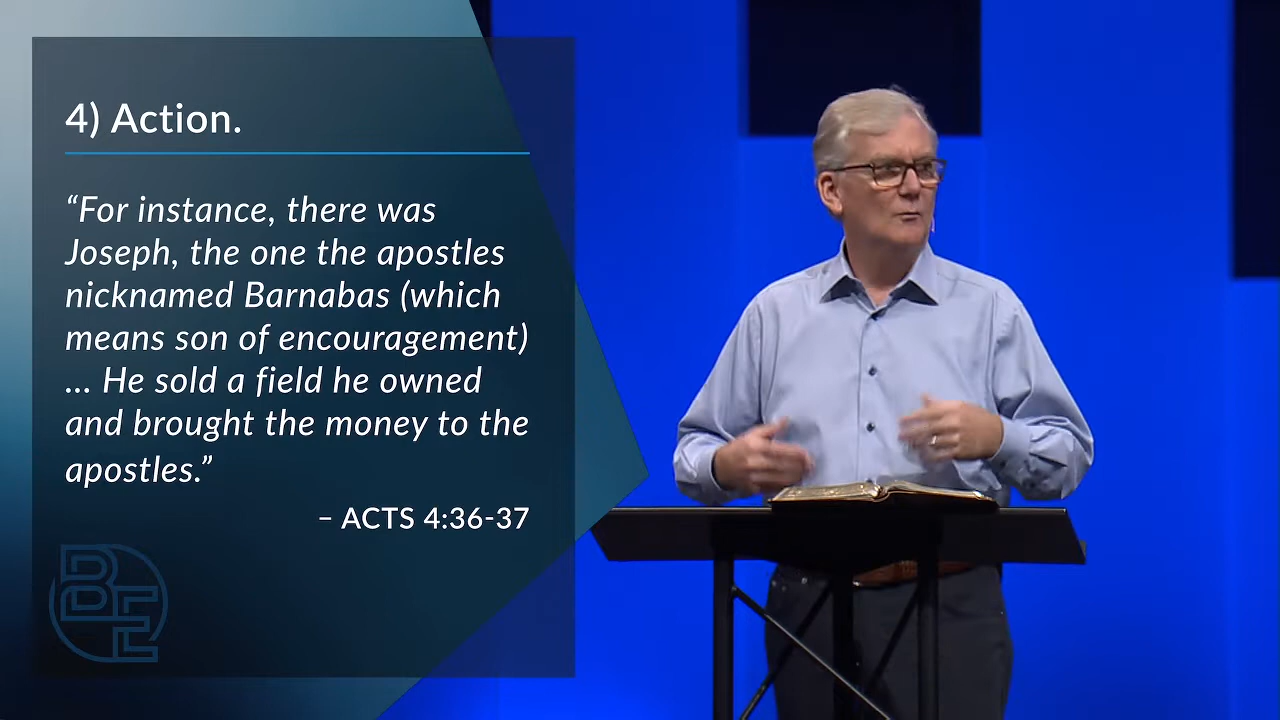 4) Action.
“For instance, there was
Joseph, the one the apostles
nicknamed Barnabas (which
means son of encouragement)
... He sold a field he owned
and brought the money to the
apostles.”
– ACTS 4:36-37
BFE